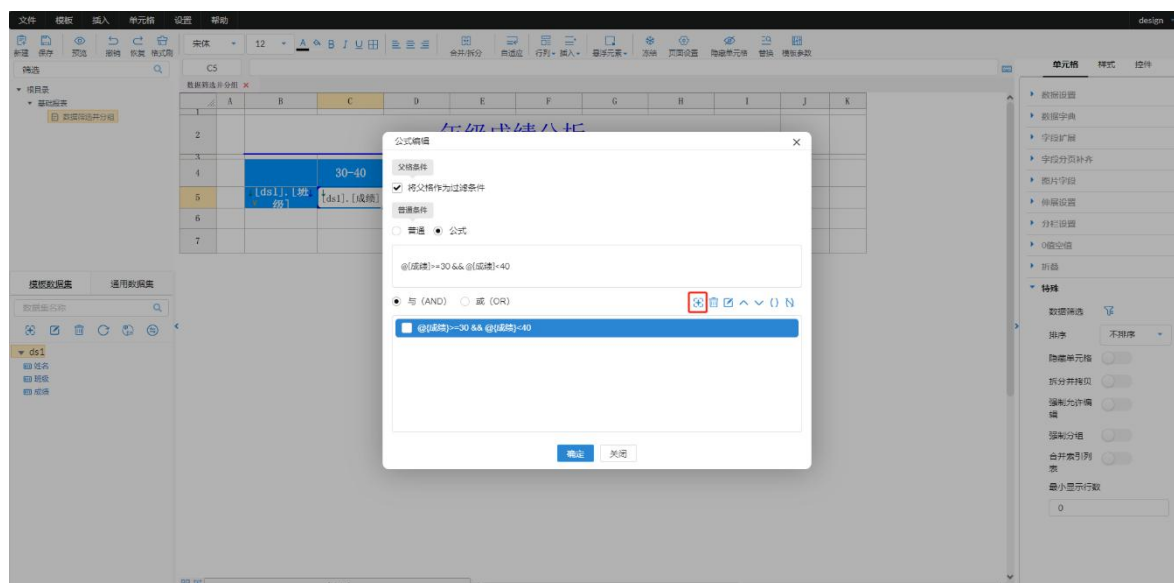 文件 模板 插入 单元格 设置 帮助 design
新建 保存 预览 撤销 恢复 格式刷 宋体 12 A B I U 合并/拆分 自适应 行列 插入 悬浮元素 冻结 页面设置 隐藏单元格 替换 模板参数
筛选 C5 单元格 样式 控件
数据筛选并分组
根目录
基础报表
数据筛选并分组
A B C D E F G H I J K
1
2 年级成绩分析
3
4 30-40
5 [ds1].[班级] [ds1].[成绩]
6
7
公式编辑
父格条件
将父格作为过滤条件
普通条件
普通 公式
@{成绩}>=30 && @{成绩}<40
与 (AND) 或 (OR)
@{成绩}>=30 && @{成绩}<40
确定 关闭
模板数据集 通用数据集
数据集名称
ds1
姓名
班级
成绩
数据设置
数据字典
字段扩展
字段分页补齐
图片字段
伸展设置
分栏设置
0值空值
折叠
特殊
数据筛选
排序 不排序
隐藏单元格
拆分并拷贝
强制允许编辑
强制分组
合并索引列表
最小显示行数
0